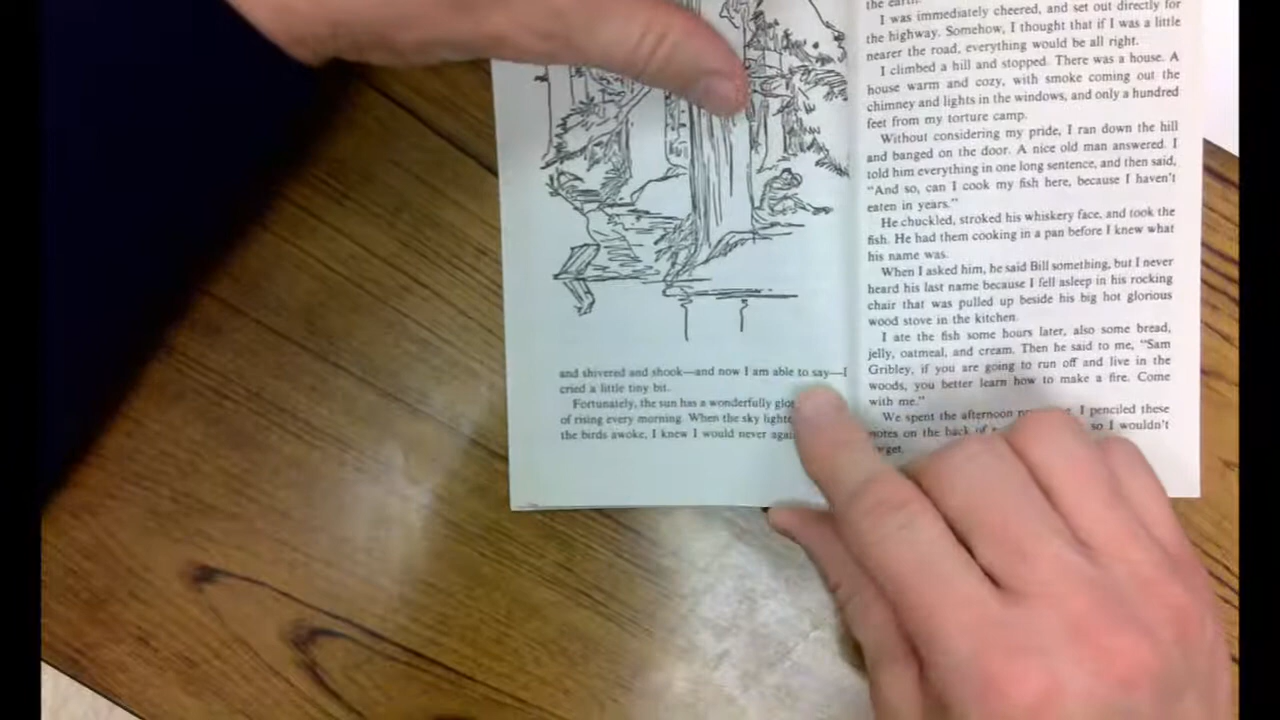 and shivered and shook—and now I am able to say—I
cried a little tiny bit.
Fortunately, the sun has a wonderfully
of rising every morning. When the sky
the birds awoke, I knew I would never
the earth.
I was immediately cheered, and set out directly for
the highway. Somehow, I thought that if I was a little
nearer the road, everything would be all right.
I climbed a hill and stopped. There was a house. A
house warm and cozy, with smoke coming out the
chimney and lights in the windows, and only a hundred
feet from my torture camp.
Without considering my pride, I ran down the hill
and banged on the door. A nice old man answered. I
told him everything in one long sentence, and then said,
“And so, can I cook my fish here, because I haven't
eaten in years.”
He chuckled, stroked his whiskery face, and took the
fish. He had them cooking in a pan before I knew what
his name was.
When I asked him, he said Bill something, but I never
heard his last name because I fell asleep in his rocking
chair that was pulled up beside his big hot glorious
wood stove in the kitchen.
I ate the fish some hours later, also some bread,
jelly, oatmeal, and cream. Then he said to me, “Sam
Gribley, if you are going to run off and live in the
woods, you better learn how to make a fire. Come
with me.”
We spent the afternoon I penciled these
notes on the back of so I wouldn't